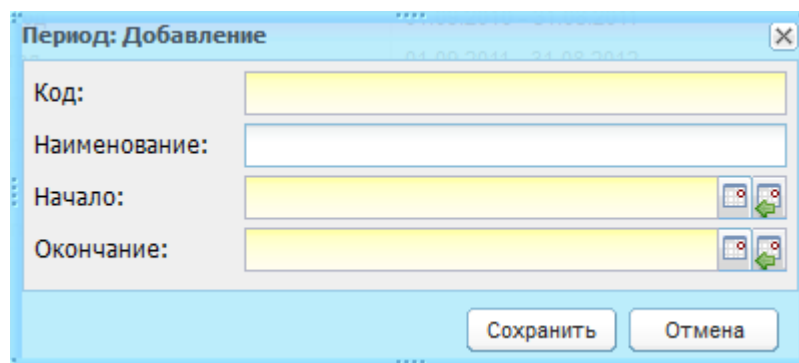 Период: Добавление
Код:
Наименование:
Начало:
Окончание:
Сохранить Отмена